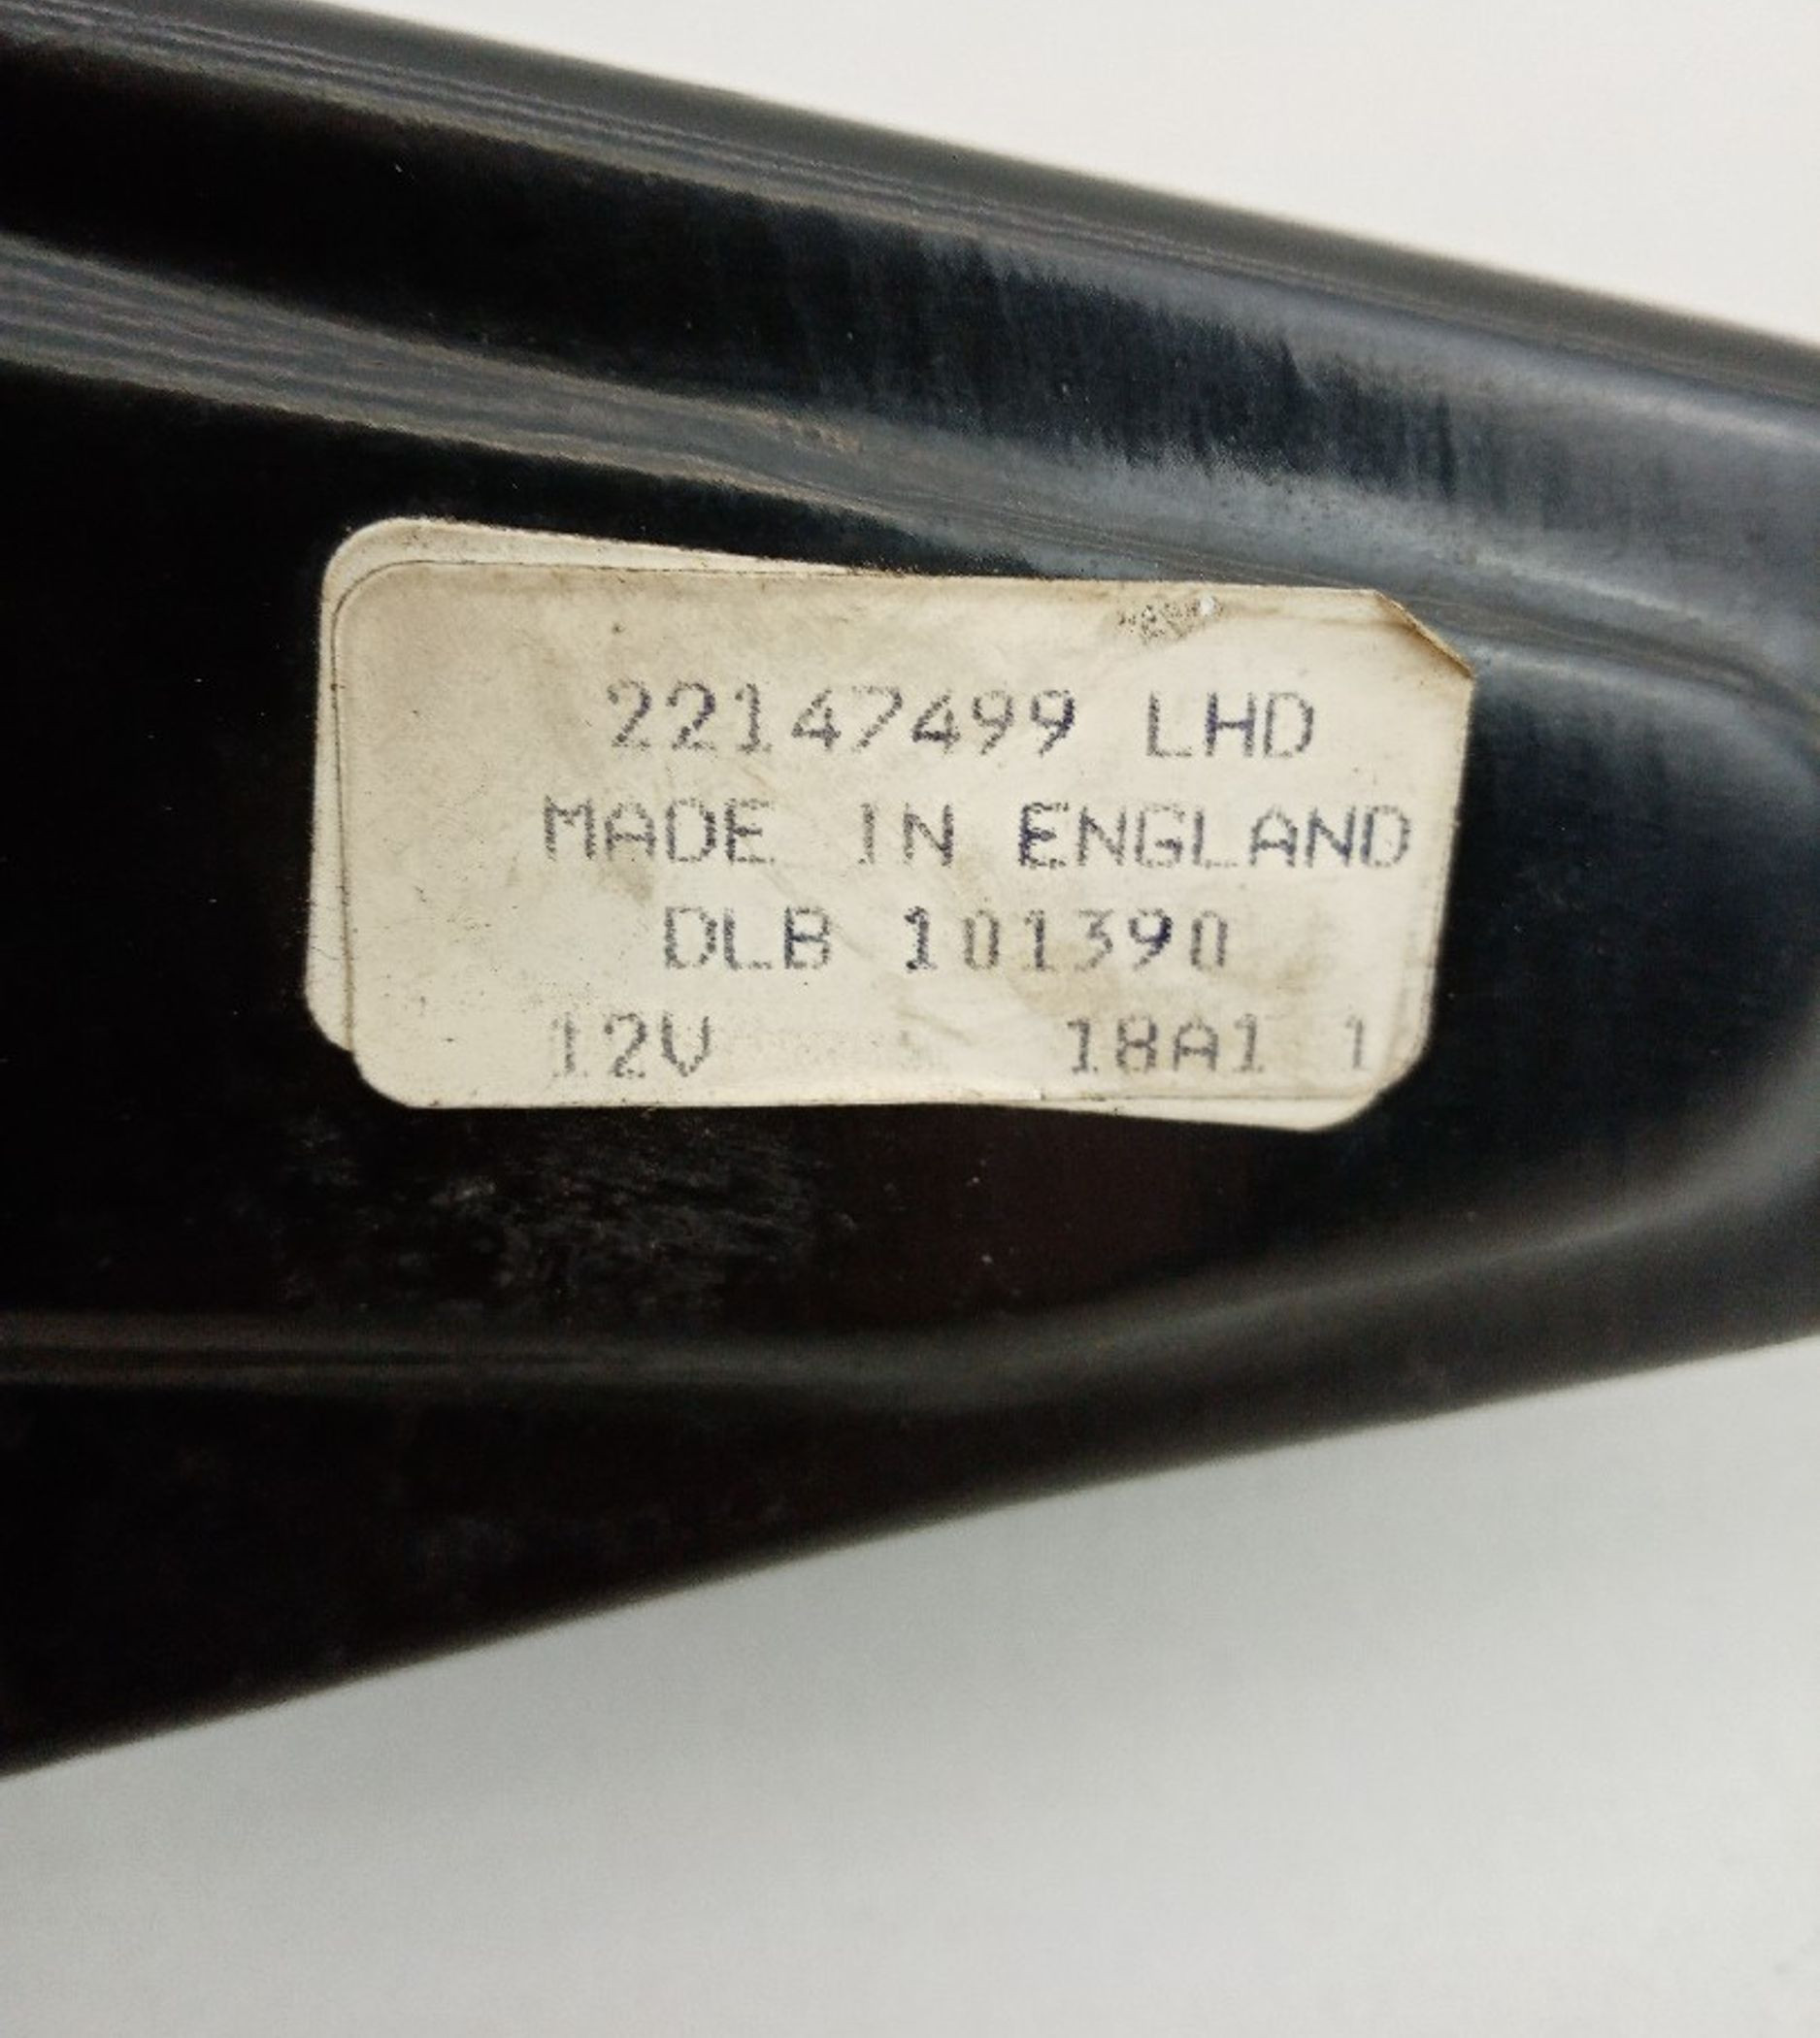 22147499 LHD
MADE IN ENGLAND
DLB 101390
12V 18A1 1